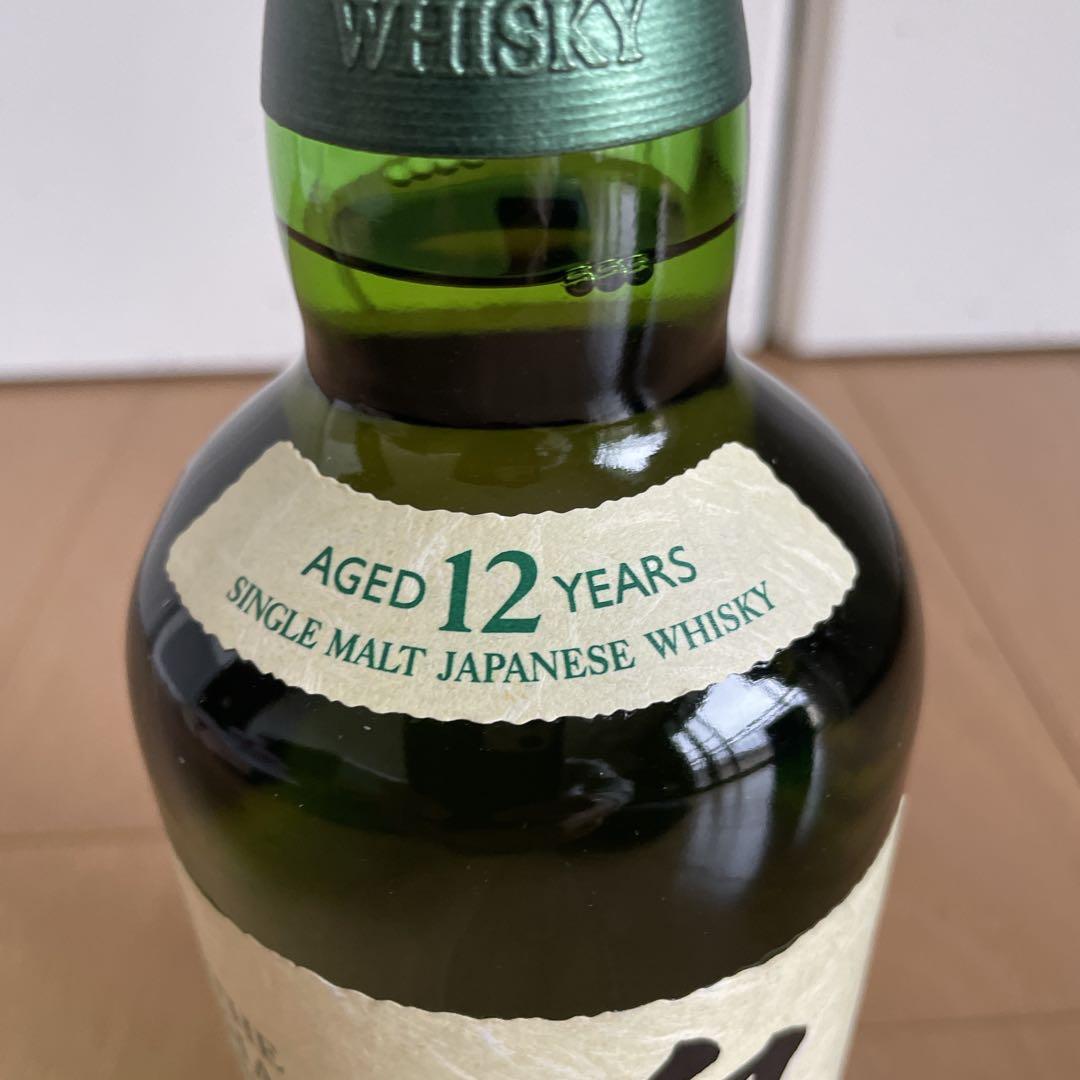 WHISKY
AGED 12 YEARS
SINGLE MALT JAPANESE WHISKY